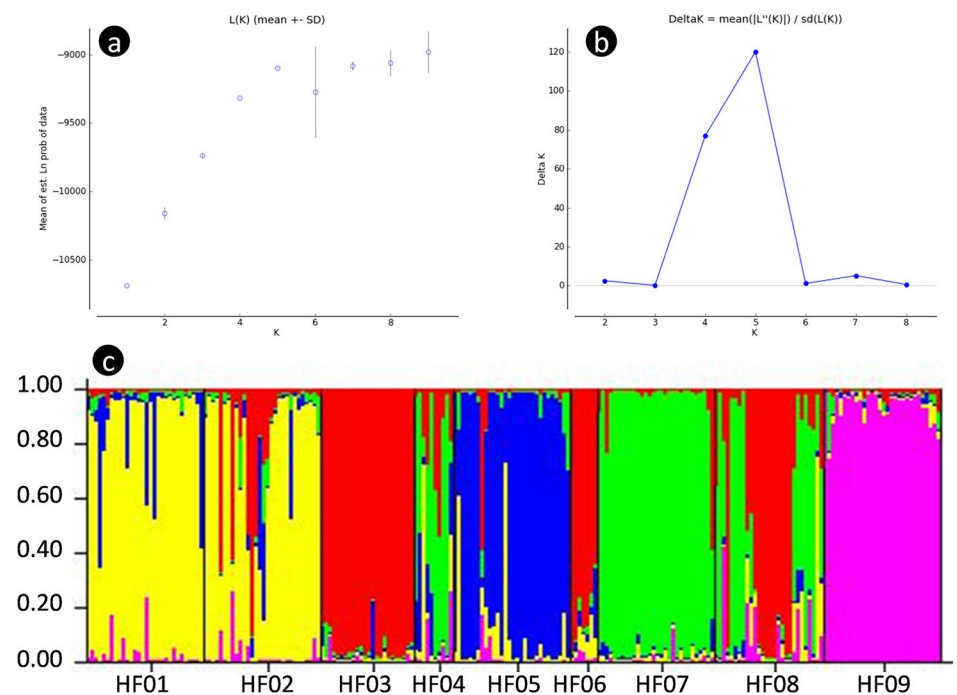 a
L(K) (mean +- SD)
Mean of est. Ln prob of data
−9000
−9500
−10000
−10500
2 4 6 8
K
b
DeltaK = mean(|L''(K)|) / sd(L(K))
Delta K
120
100
80
60
40
20
0
2 3 4 5 6 7 8
K
c
1.00
0.80
0.60
0.40
0.20
0.00
HF01 HF02 HF03 HF04 HF05 HF06 HF07 HF08 HF09